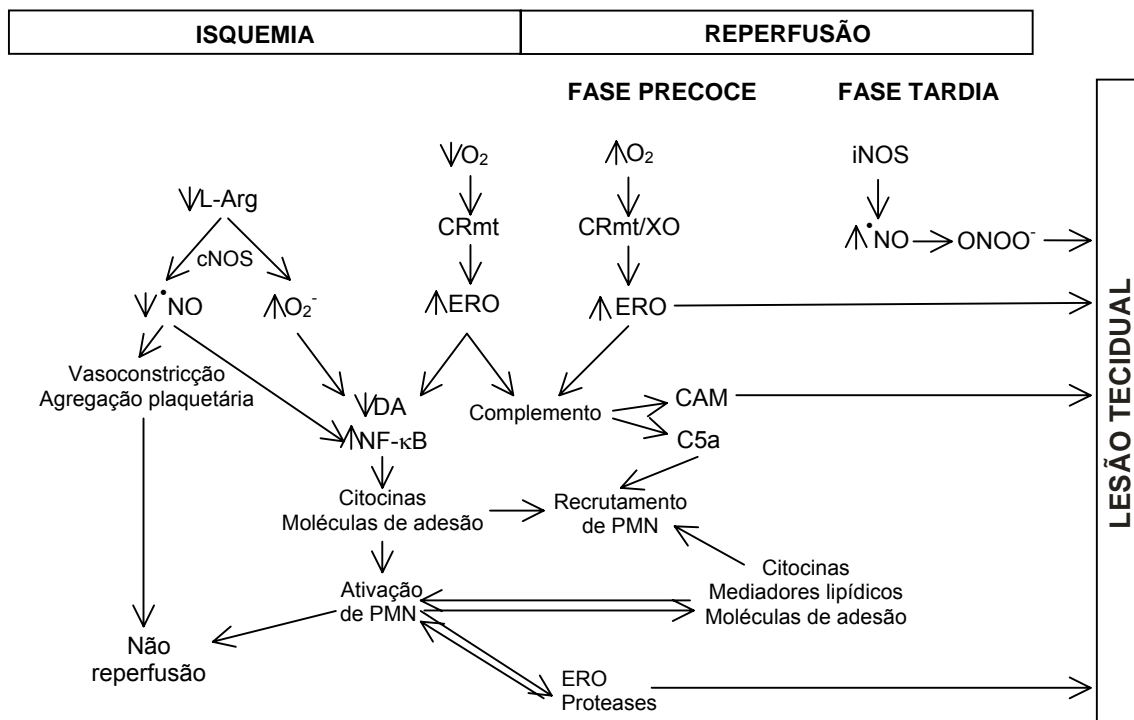 ISQUEMIA
REPERFUSÃO
FASE PRECOCE
FASE TARDIA
↓O₂
↑O₂
iNOS
↓L-Arg
CRmt
CRmt/XO
↑•NO
ONOO⁻
cNOS
↓•NO
↑O₂⁻
↑ERO
↑ERO
Vasoconstricção
Agregação plaquetária
↓DA
↑NF-κB
Complemento
CAM
C5a
Citocinas
Moléculas de adesão
Recrutamento
de PMN
Citocinas
Mediadores lipídicos
Moléculas de adesão
Ativação
de PMN
Não
reperfusão
ERO
Proteases
LESÃO TECIDUAL